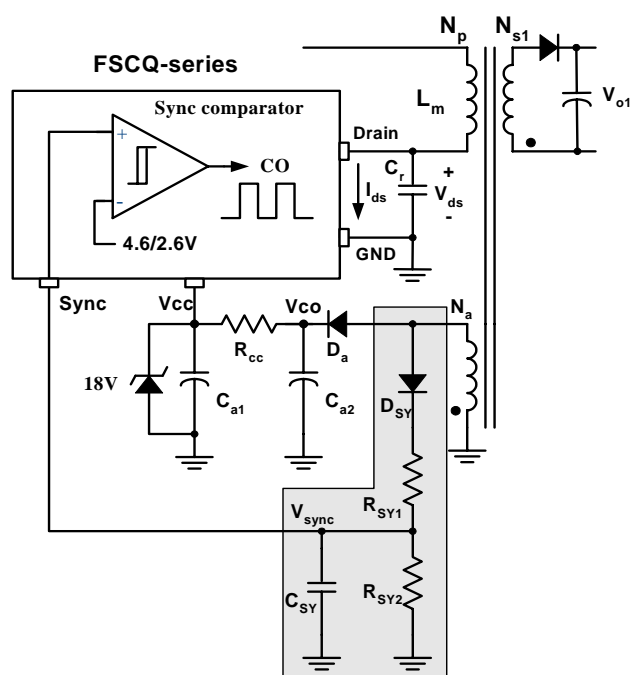 Np Ns1
FSCQ-series
Sync comparator
Lm
Vo1
Drain
+
CO
Cr
+
Ids
Vds
-
-
4.6/2.6V
GND
Sync
Vcc
Vco
Na
Rcc
Da
18V
Ca1
Ca2
DSY
RSY1
Vsync
CSY
RSY2